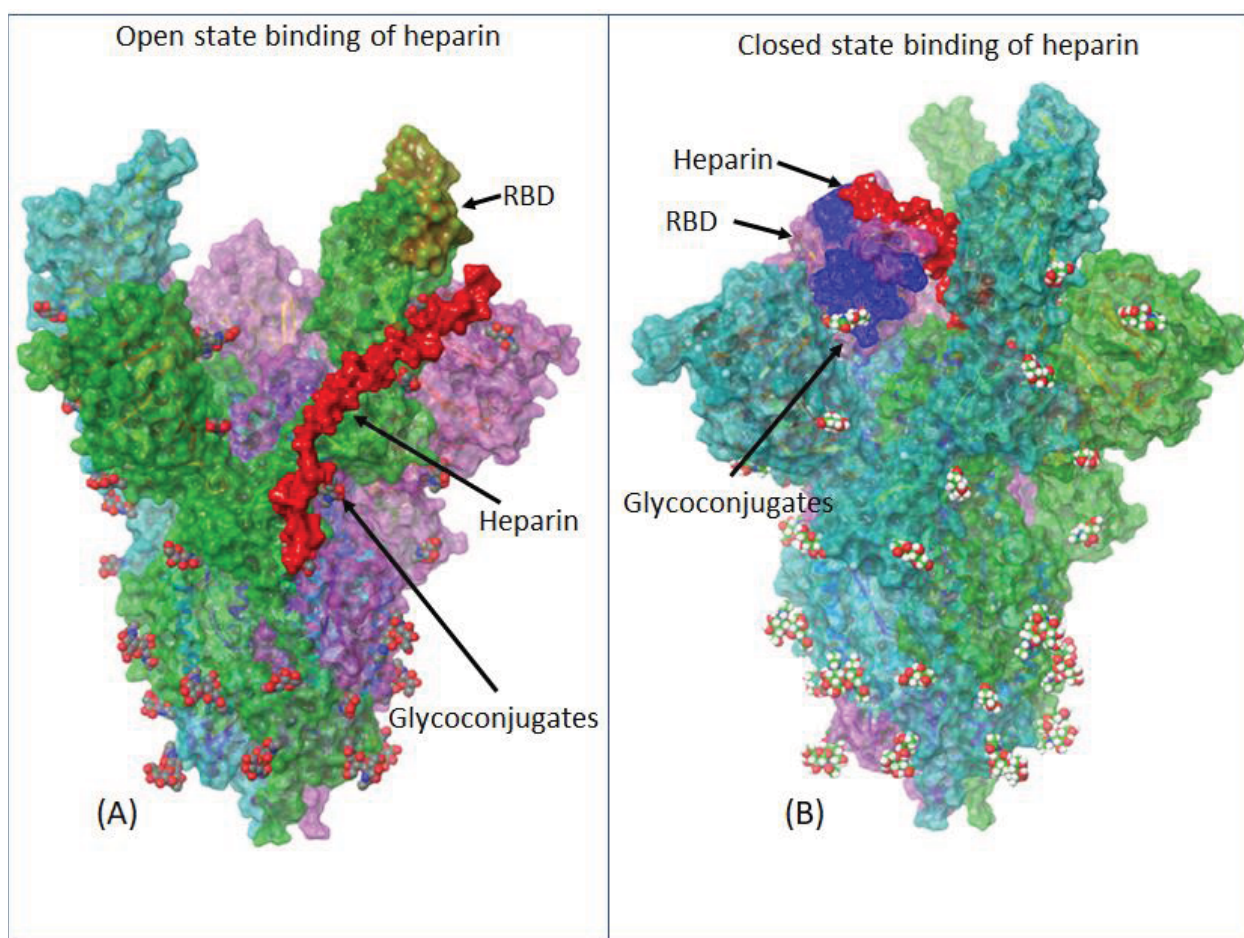 Open state binding of heparin
RBD
Heparin
Glycoconjugates
(A)
Closed state binding of heparin
Heparin
RBD
Glycoconjugates
(B)